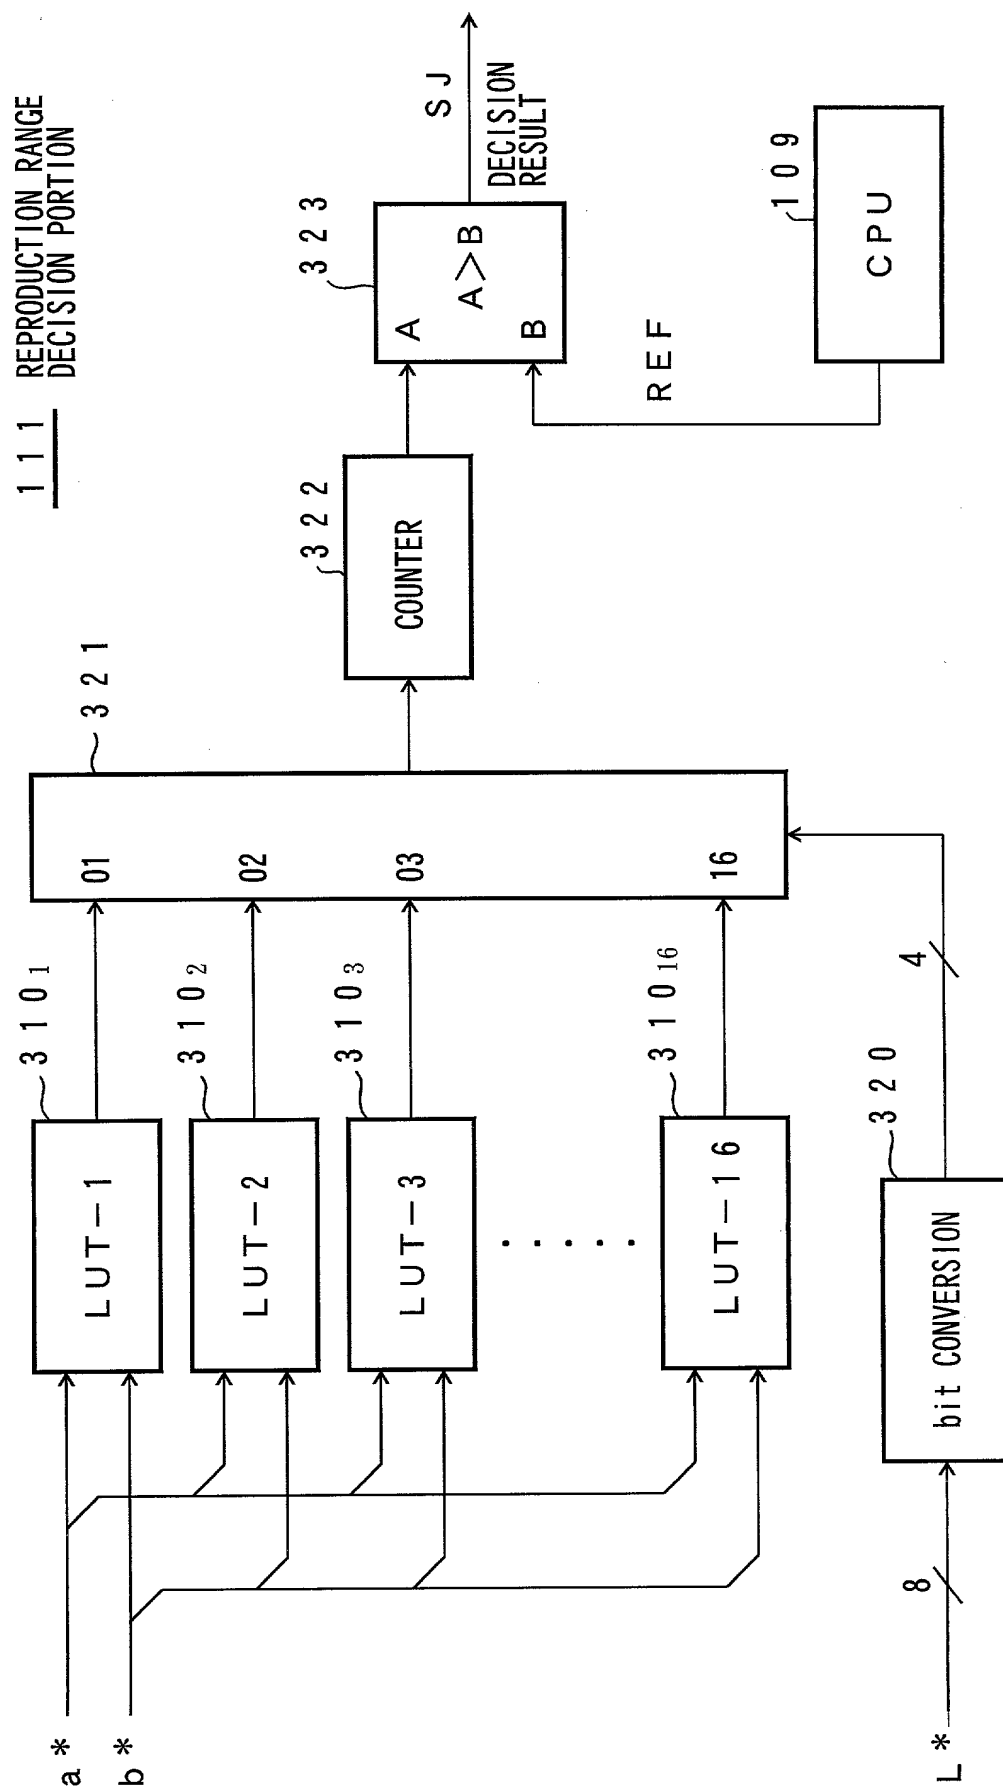 111 REPRODUCTION RANGE
DECISION PORTION
a*
b*
L*
LUT-1
310₁
LUT-2
310₂
LUT-3
310₃
.....
LUT-16
310₁₆
8
bit CONVERSION
320
4
01
02
03
16
321
COUNTER
322
A
A>B
B
323
SJ
DECISION
RESULT
REF
CPU
109